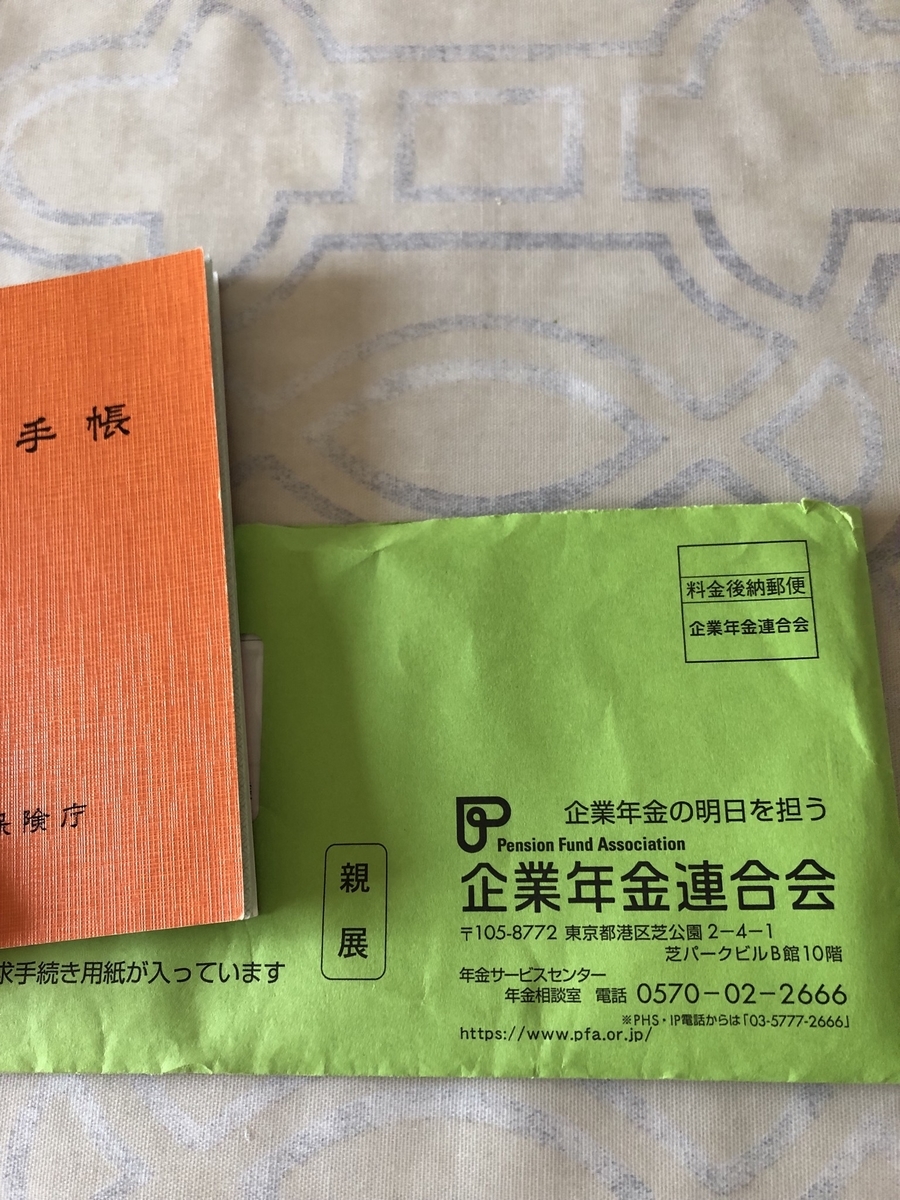 手帳
保険庁
料金後納郵便
企業年金連合会
企業年金の明日を担う
Pension Fund Association
企業年金連合会
〒105-8772 東京都港区芝公園 2-4-1
芝パークビルB館10階
年金サービスセンター
年金相談室 電話 0570-02-2666
※PHS・IP電話からは「03-5777-2666」
https://www.pfa.or.jp/
親展
求手続き用紙が入っています